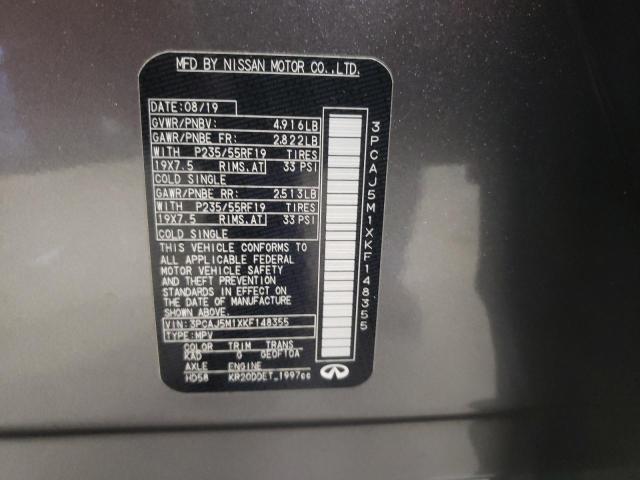 MFD BY NISSAN MOTOR CO.,LTD.
DATE:08/19
GVWR/PNBV: 4,916LB
GAWR/PNBE FR: 2,822LB
WITH P235/55RF19 TIRES
19X7.5 RIMS,AT 33 PSI
COLD SINGLE
GAWR/PNBE RR: 2,513LB
WITH P235/55RF19 TIRES
19X7.5 RIMS,AT 33 PSI
COLD SINGLE
THIS VEHICLE CONFORMS TO
ALL APPLICABLE FEDERAL
MOTOR VEHICLE SAFETY
AND THEFT PREVENTION
STANDARDS IN EFFECT ON
THE DATE OF MANUFACTURE
SHOWN ABOVE.
VIN: 3PCAJ5M1XKF148355
TYPE:MPV
COLOR TRIM TRANS
KAD G GE0F10A
AXLE ENGINE
HD58 KR20DDET 1997cc
3PCAJ5M1XKF148355